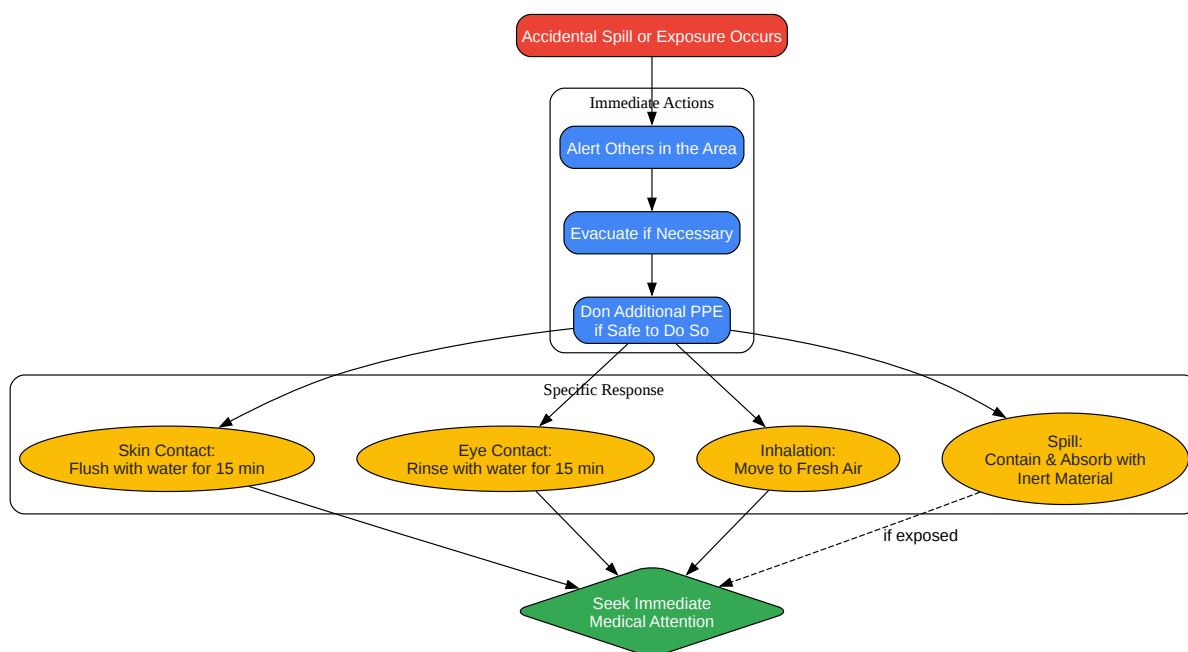 Accidental Spill or Exposure Occurs
Immediate Actions
Alert Others in the Area
Evacuate if Necessary
Don Additional PPE
if Safe to Do So
Specific Response
Skin Contact:
Flush with water for 15 min
Eye Contact:
Rinse with water for 15 min
Inhalation:
Move to Fresh Air
Spill:
Contain & Absorb with
Inert Material
if exposed
Seek Immediate
Medical Attention